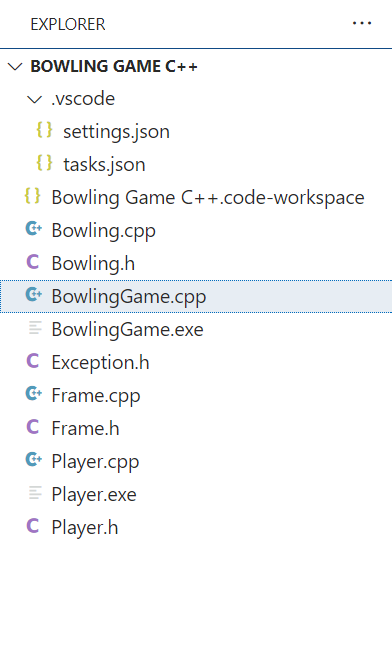 EXPLORER ...
BOWLING GAME C++
.vscode
{} settings.json
{} tasks.json
{} Bowling Game C++.code-workspace
C++ Bowling.cpp
C Bowling.h
C++ BowlingGame.cpp
BowlingGame.exe
C Exception.h
C++ Frame.cpp
C Frame.h
C++ Player.cpp
Player.exe
C Player.h